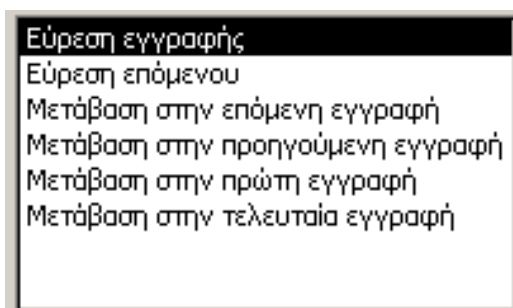 Εύρεση εγγραφής
Εύρεση επόμενου
Μετάβαση στην επόμενη εγγραφή
Μετάβαση στην προηγούμενη εγγραφή
Μετάβαση στην πρώτη εγγραφή
Μετάβαση στην τελευταία εγγραφή